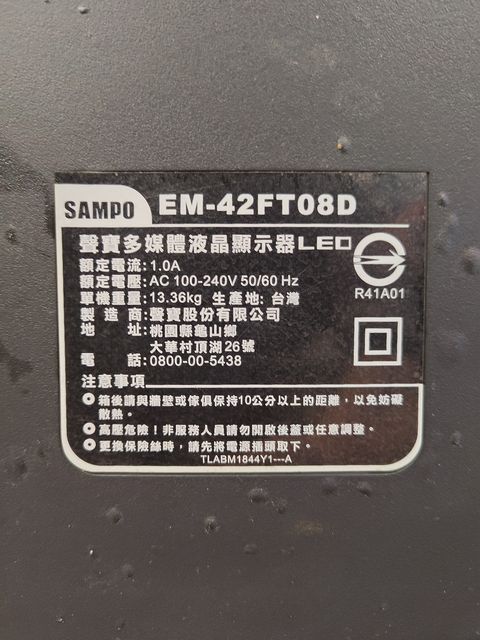 SAMPO EM-42FT08D
聲寶多媒體液晶顯示器LED
額定電流:1.0A
額定電壓:AC 100-240V 50/60 Hz
單機重量:13.36kg 生產地: 台灣
R41A01
製造商:聲寶股份有限公司
地址:桃園縣龜山鄉
大華村頂湖26號
電話:0800-00-5438
注意事項
箱後請與牆壁或傢俱保持10公分以上的距離,以免妨礙
散熱。
高壓危險!非服務人員請勿開啟後蓋或任意調整。
更換保險絲時,請先將電源插頭取下。
TLABM1844Y1---A